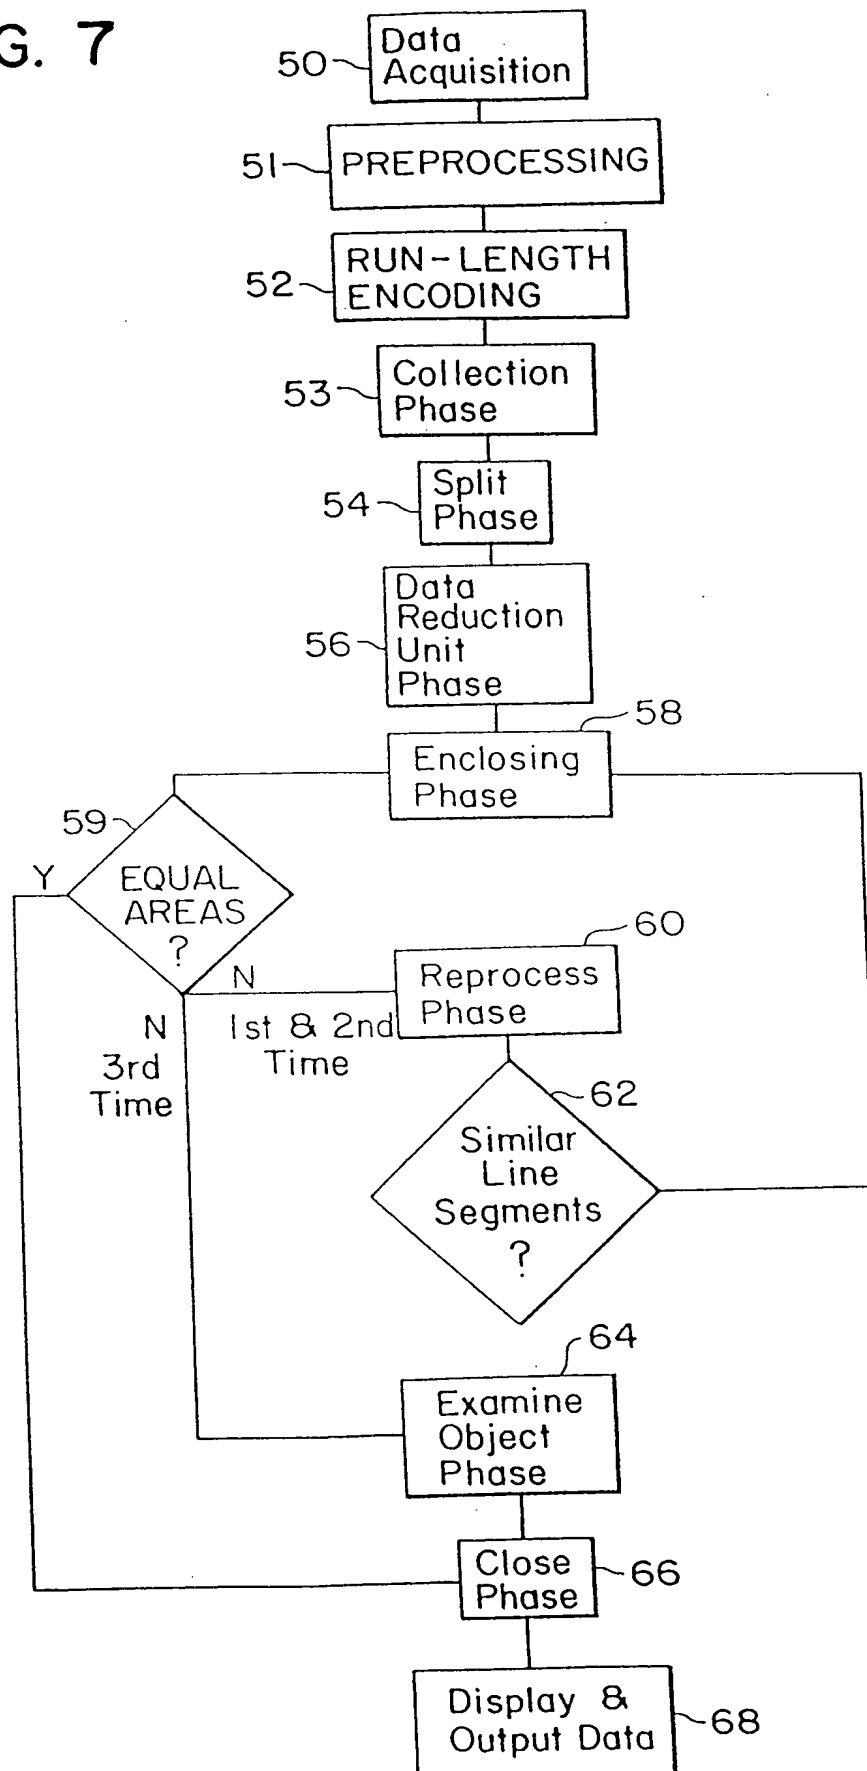 G. 7
Data
50
Acquisition
51
PREPROCESSING
RUN-LENGTH
52
ENCODING
Collection
53
Phase
Split
54
Phase
Data
Reduction
56
Unit
Phase
58
Enclosing
Phase
59
Y
EQUAL
AREAS
?
60
N
Reprocess
Phase
N
1st & 2nd
Time
3rd
Time
62
Similar
Line
Segments
?
64
Examine
Object
Phase
Close
66
Phase
Display &
68
Output Data